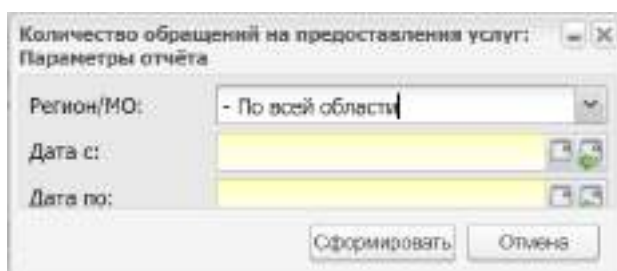 Количество обращений на предоставления услуг:
Параметры отчёта
Регион/МО:
- По всей области
Дата с:
Дата по:
Сформировать
Отмена